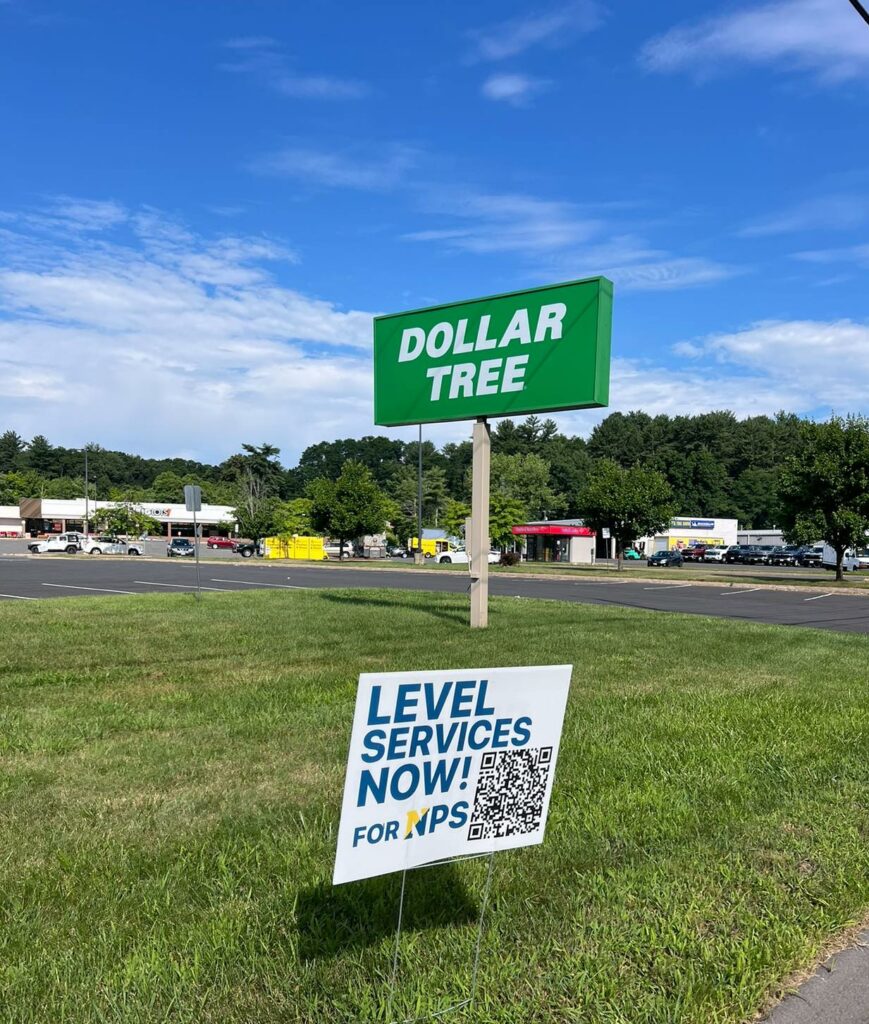 DOLLAR
TREE
LEVEL
SERVICES
NOW!
FOR NPS